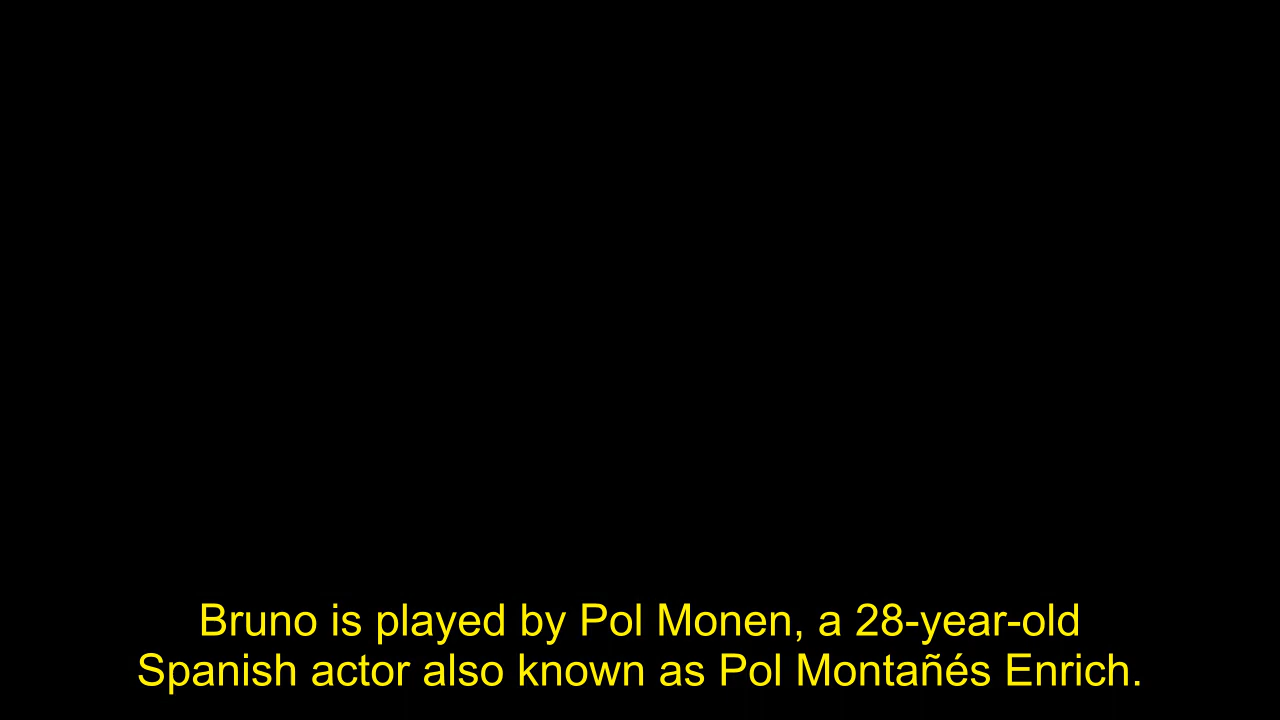 Bruno is played by Pol Monen, a 28-year-old
Spanish actor also known as Pol Montañés Enrich.